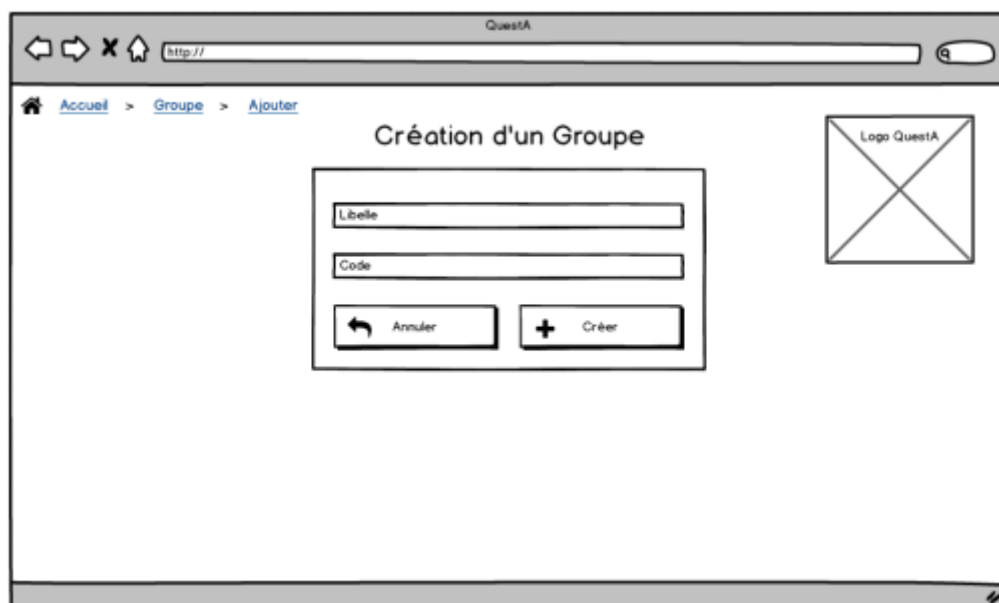 QuestA
http://
Accueil > Groupe > Ajouter
Création d'un Groupe
Logo QuestA
Libelle
Code
Annuler
Créer